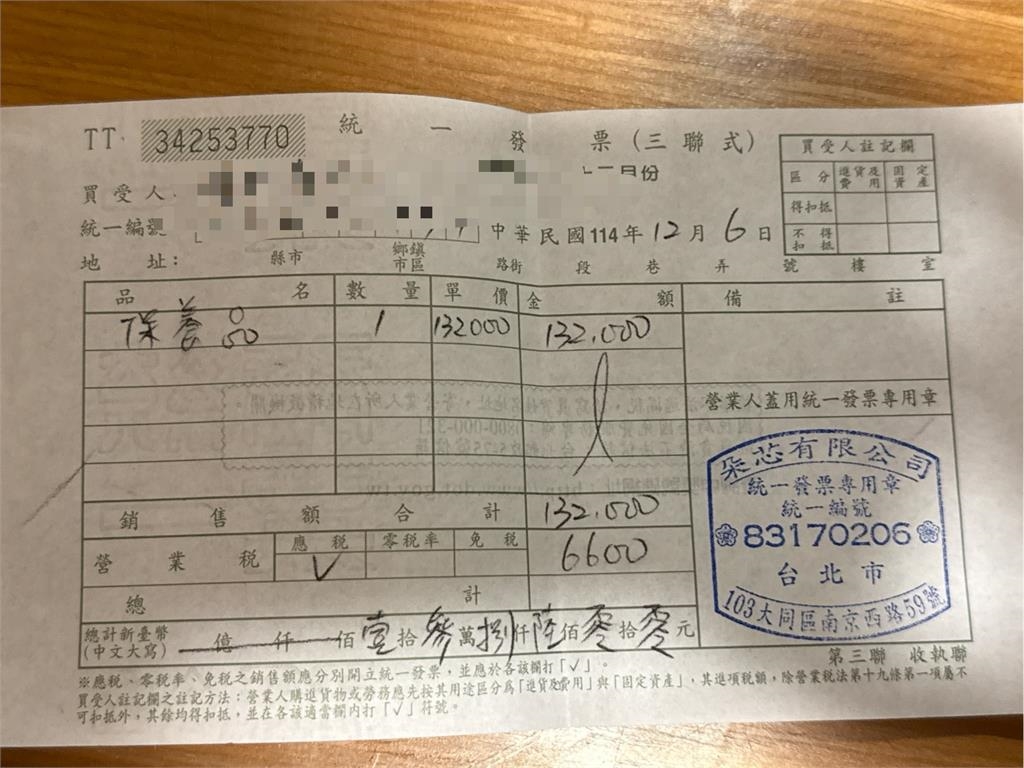 TT 34253770 統一發票（三聯式）
買受人
月份
統一編號
中華民國114年12月6日
地址： 縣市 鄉鎮市區 路街 段 巷 弄 號 樓 室
買受人註記欄
區分 進貨及費用 固定資產
得扣抵
不得扣抵
品名 數量 單價 金額 備註
保養品 1 132000 132,000
營業人蓋用統一發票專用章
銷售額合計 132,000
營業稅 應稅 V 零稅率 免稅 6600
總計
總計新臺幣（中文大寫） 億 仟 佰 壹 拾 參 萬 捌 仟 陸 佰 零 拾 零 元
朵芯有限公司
統一發票專用章
統一編號
83170206
台北市
103大同區南京西路59號
第三聯 收執聯
※應稅、零稅率、免稅之銷售額應分別開立統一發票，並應於各該欄打「V」。
買受人註記欄之註記方法：營業人購進貨物或勞務應先按其用途區分為「進貨及費用」與「固定資產」，其進項稅額，除營業稅法第十九條第一項屬不
可扣抵外，其餘均得扣抵，並在各該適當欄內打「V」符號。